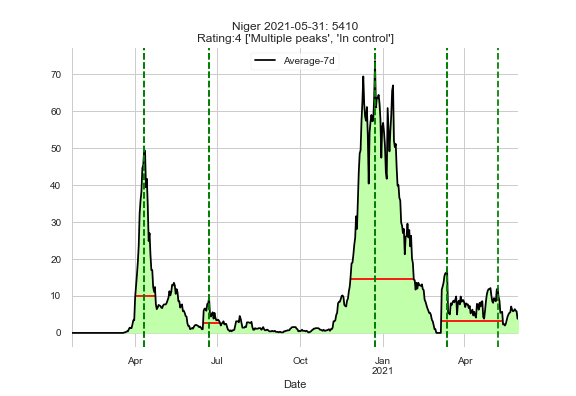 Niger 2021-05-31: 5410
Rating:4 ['Multiple peaks', 'In control']
Average-7d
70
60
50
40
30
20
10
0
Apr Jul Oct Jan Apr
2021
Date